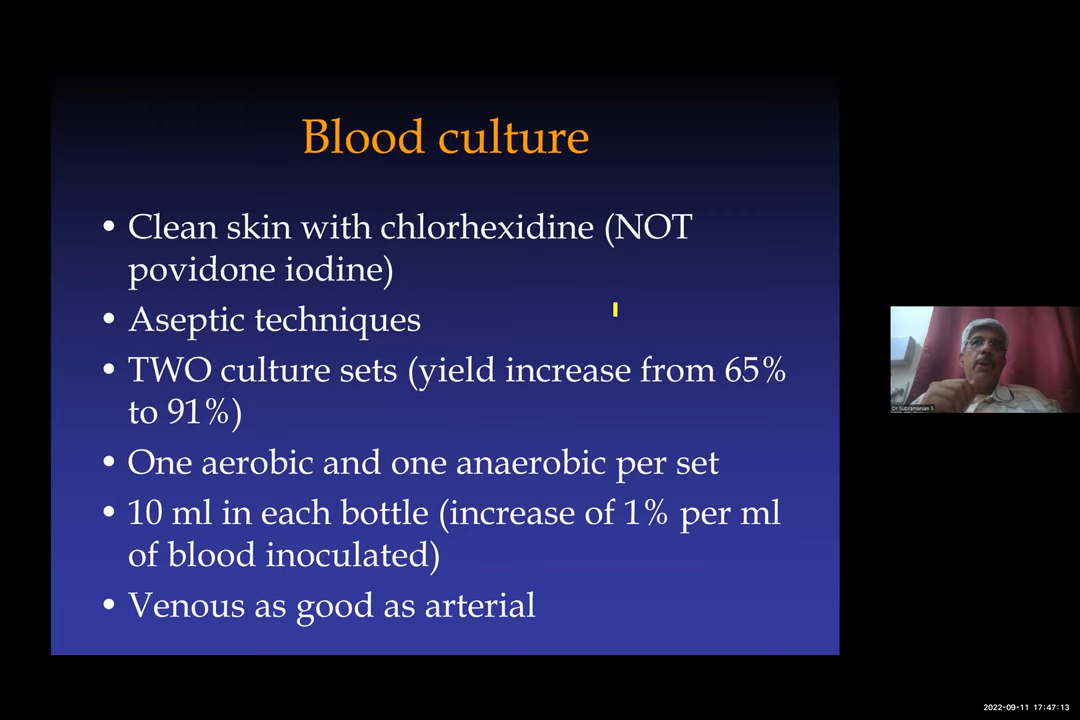 Blood culture
• Clean skin with chlorhexidine (NOT
povidone iodine)
• Aseptic techniques
• TWO culture sets (yield increase from 65%
to 91%)
• One aerobic and one anaerobic per set
• 10 ml in each bottle (increase of 1% per ml
of blood inoculated)
• Venous as good as arterial
Dr Subramanian S
2022-09-11 17:47:13